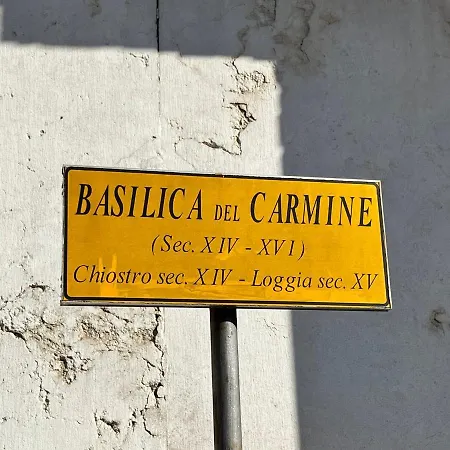 BASILICA DEL CARMINE
(Sec. XIV - XVI)
Chiostro sec. XIV - Loggia sec. XV